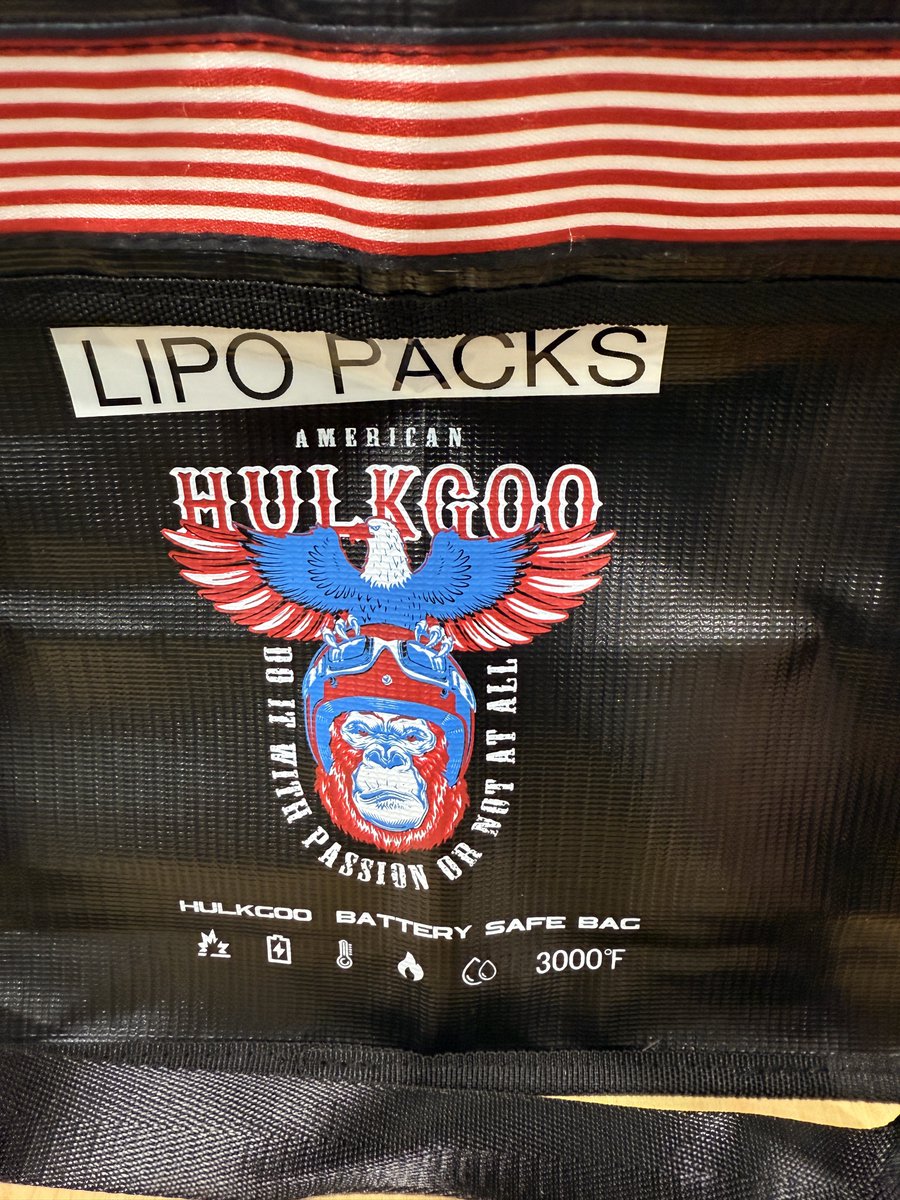 LIPO PACKS
AMERICAN
HULKGOO
DO IT WITH PASSION OR NOT AT ALL
HULKGOO BATTERY SAFE BAG
3000°F